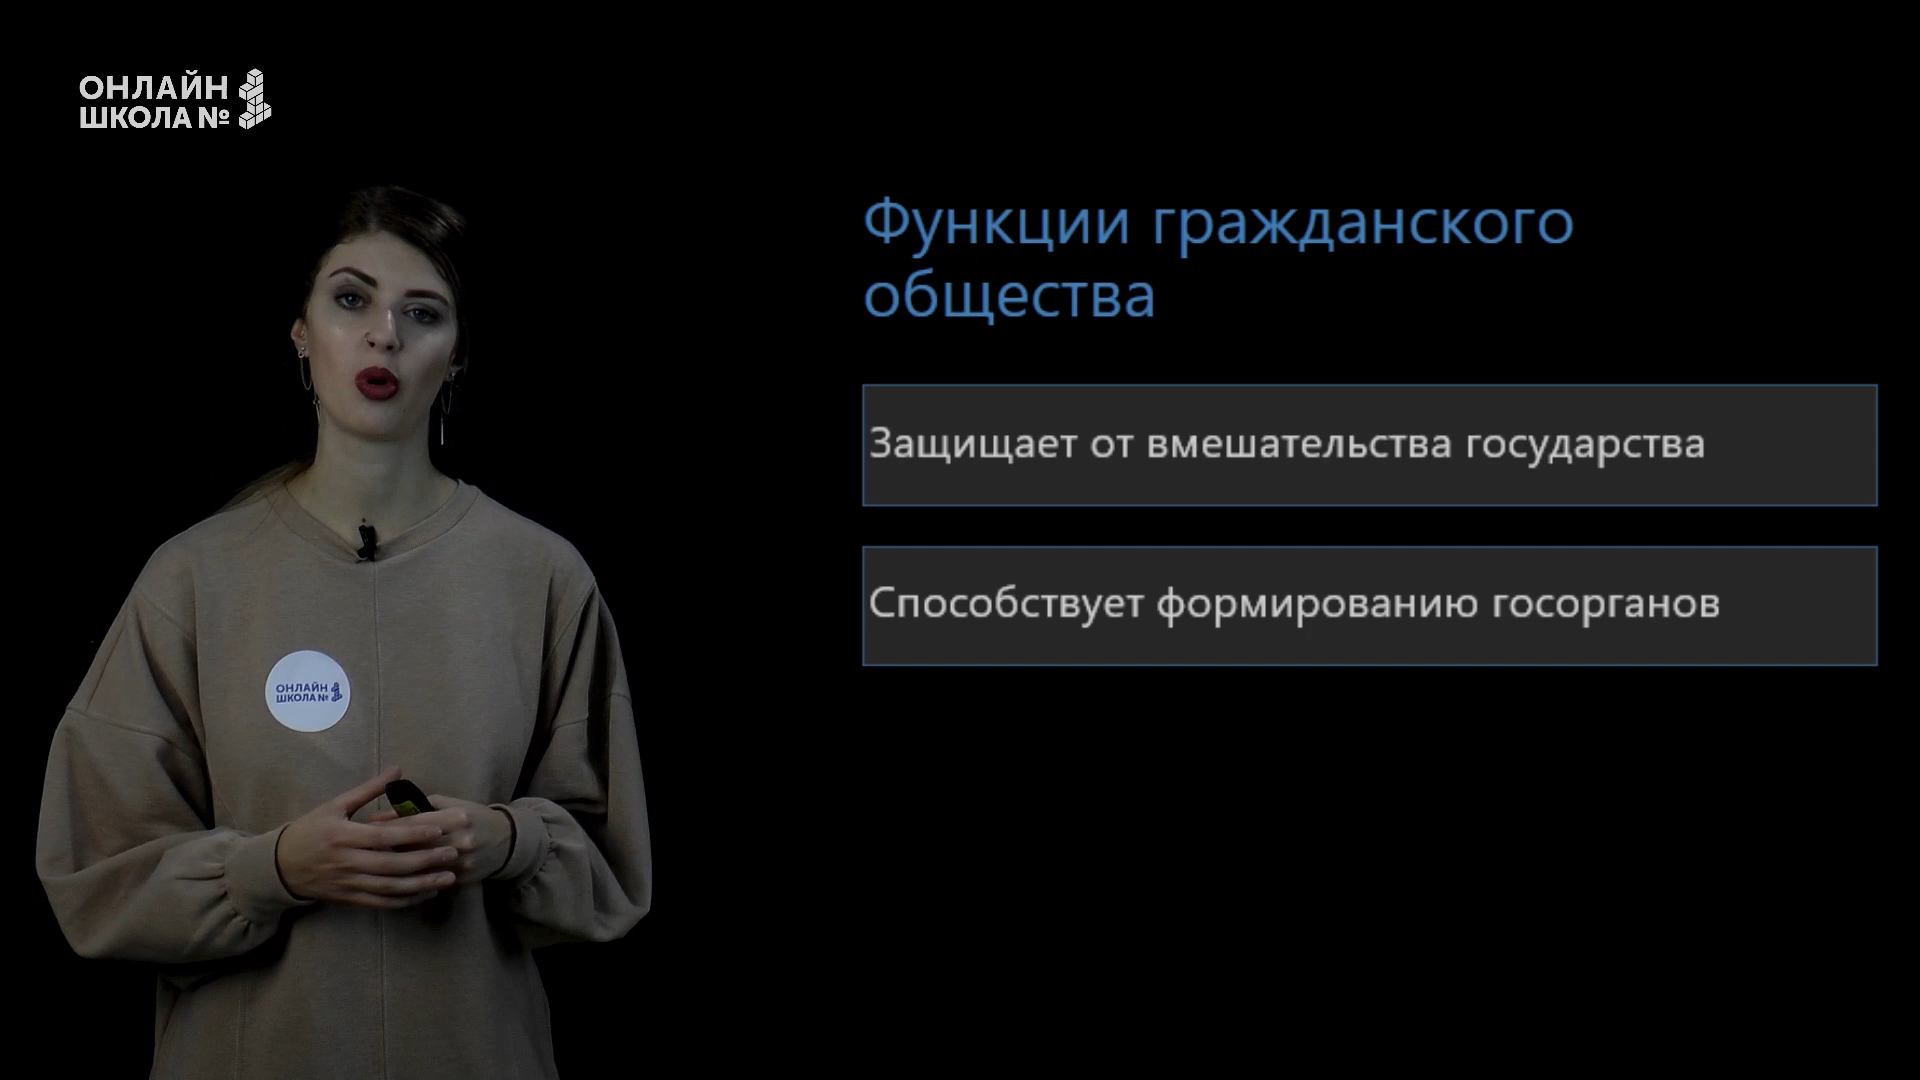 ОНЛАЙН
ШКОЛА №
Функции гражданского
общества
Защищает от вмешательства государства
Способствует формированию госорганов
ОНЛАЙН
ШКОЛА №